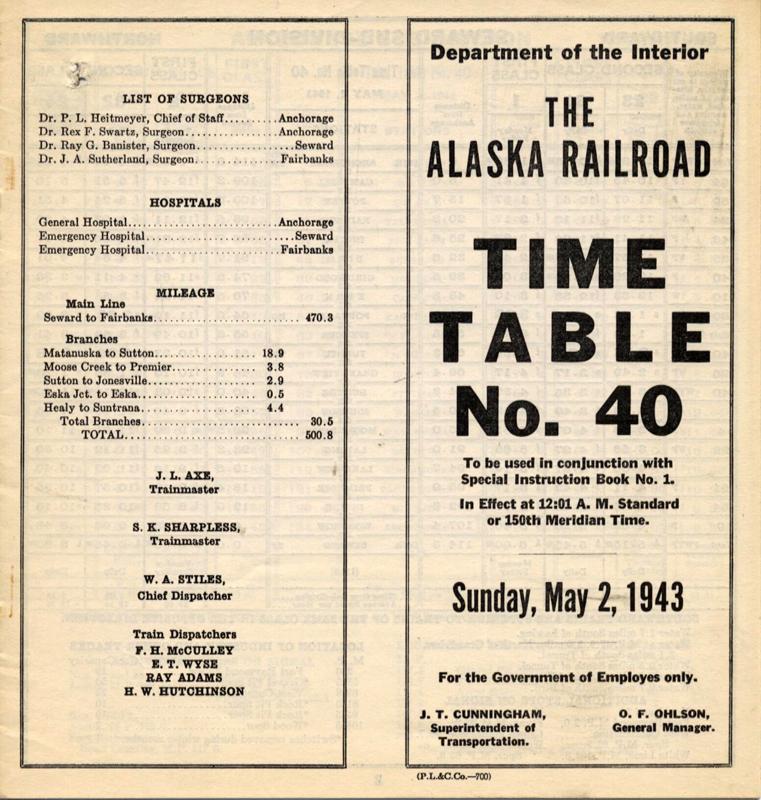 LIST OF SURGEONS
Dr. P. L. Heitmeyer, Chief of Staff.........Anchorage
Dr. Rex F. Swartz, Surgeon..................Anchorage
Dr. Ray G. Banister, Surgeon..................Seward
Dr. J. A. Sutherland, Surgeon................Fairbanks
HOSPITALS
General Hospital.........................Anchorage
Emergency Hospital.........................Seward
Emergency Hospital......................Fairbanks
MILEAGE
Main Line
Seward to Fairbanks......................... 470.3
Branches
Matanuska to Sutton................. 18.9
Moose Creek to Premier.............. 3.8
Sutton to Jonesville................. 2.9
Eska Jct. to Eska.................... 0.5
Healy to Suntrana.................... 4.4
Total Branches............................ 30.5
TOTAL............................... 500.8
J. L. AXE,
Trainmaster
S. K. SHARPLESS,
Trainmaster
W. A. STILES,
Chief Dispatcher
Train Dispatchers
F. H. McCULLEY
E. T. WYSE
RAY ADAMS
H. W. HUTCHINSON
Department of the Interior
THE
ALASKA RAILROAD
TIME
TABLE
No. 40
To be used in conjunction with
Special Instruction Book No. 1.
In Effect at 12:01 A. M. Standard
or 150th Meridian Time.
Sunday, May 2, 1943
For the Government of Employes only.
J. T. CUNNINGHAM,
Superintendent of
Transportation.
O. F. OHLSON,
General Manager.
(P.L.&C.Co.—700)